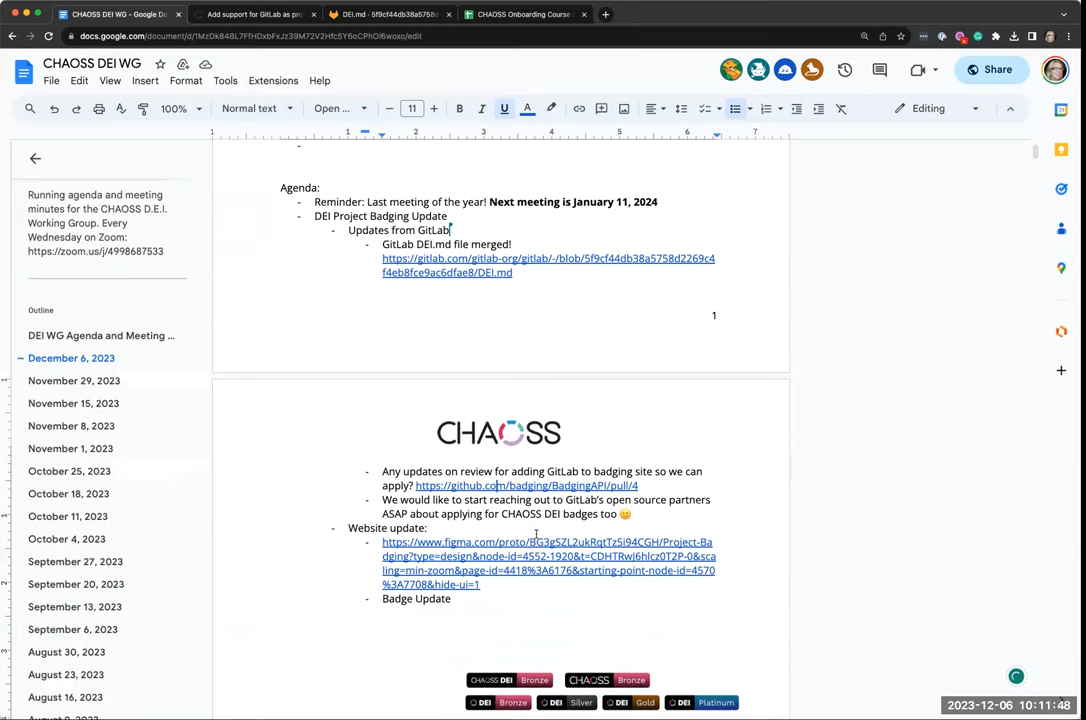 CHAOSS DEI WG - Google Do
Add support for GitLab as pro
DEI.md · 5f9cf44db38a5758d
CHAOSS Onboarding Course
docs.google.com/document/d/1MzDk84BL7FfHDxbFxJz39M72V2Hfc5Y6oCPhOl6woxo/edit
CHAOSS DEI WG
File Edit View Insert Format Tools Extensions Help
Share
100% Normal text Open ... 11 Editing
1 1 2 3 4 5 6 7
Running agenda and meeting
minutes for the CHAOSS D.E.I.
Working Group. Every
Wednesday on Zoom:
https://zoom.us/j/4998687533
Outline
DEI WG Agenda and Meeting ...
December 6, 2023
November 29, 2023
November 15, 2023
November 8, 2023
November 1, 2023
October 25, 2023
October 18, 2023
October 11, 2023
October 4, 2023
September 27, 2023
September 20, 2023
September 13, 2023
September 6, 2023
August 30, 2023
August 23, 2023
August 16, 2023
Agenda:
- Reminder: Last meeting of the year! Next meeting is January 11, 2024
- DEI Project Badging Update
- Updates from GitLab
- GitLab DEI.md file merged!
https://gitlab.com/gitlab-org/gitlab/-/blob/5f9cf44db38a5758d2269c4
f4eb8fce9ac6dfae8/DEI.md
1
CHAOSS
- Any updates on review for adding GitLab to badging site so we can
apply? https://github.com/badging/BadgingAPI/pull/4
- We would like to start reaching out to GitLab's open source partners
ASAP about applying for CHAOSS DEI badges too 😀
- Website update:
- https://www.figma.com/proto/BG3gSZL2ukRqtTz5i94CGH/Project-Ba
dging?type=design&node-id=4552-1920&t=CDHTRwJ6hlcz0T2P-0&sca
ling=min-zoom&page-id=4418%3A6176&starting-point-node-id=4570
%3A7708&hide-ui=1
- Badge Update
CHAOSS DEI Bronze CHAOSS Bronze
DEI Bronze DEI Silver DEI Gold DEI Platinum
2023-12-06 10:11:48